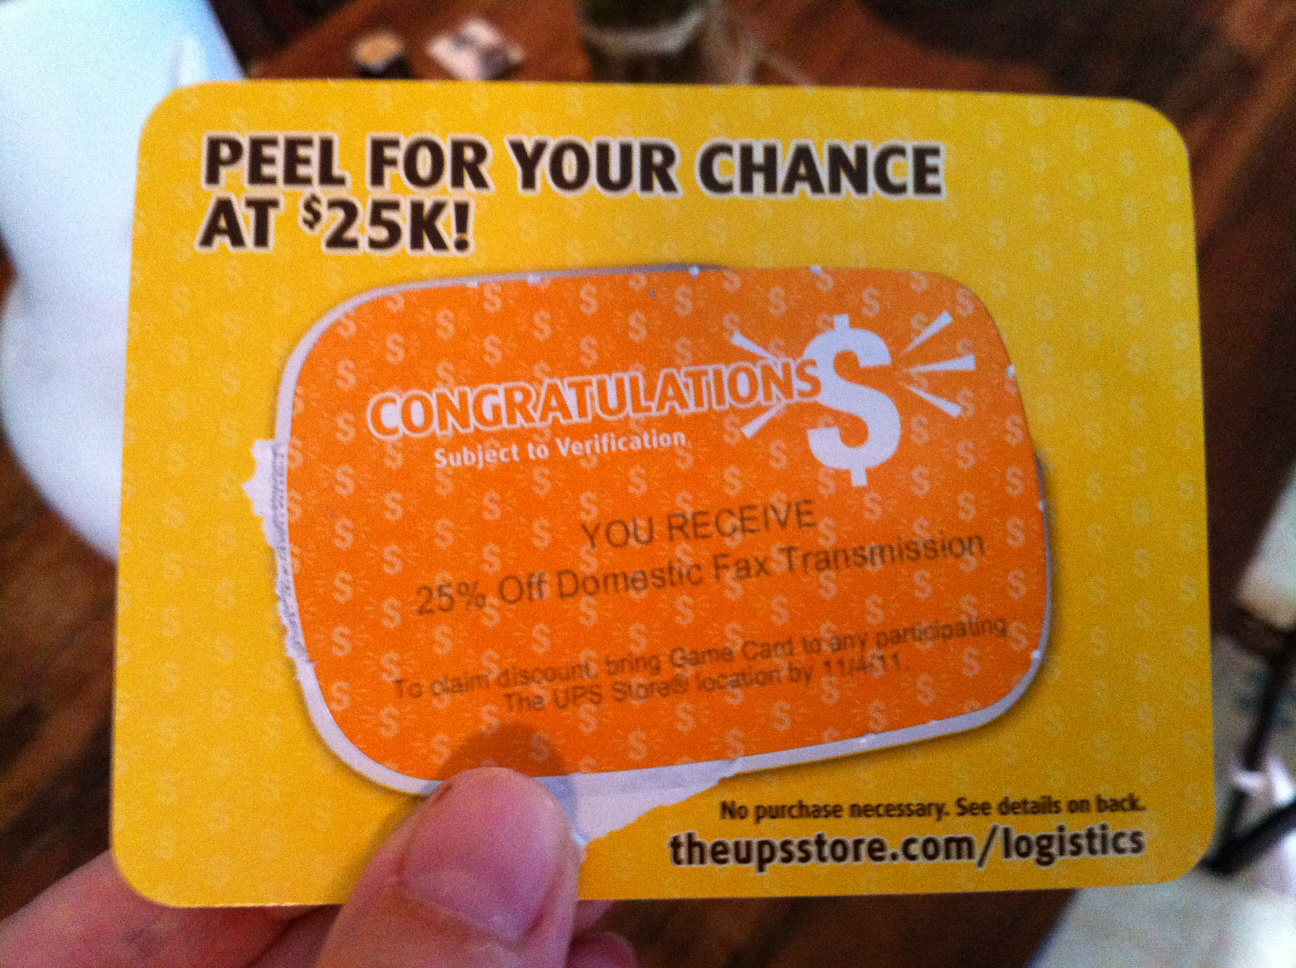 PEEL FOR YOUR CHANCE
AT $25K!
CONGRATULATIONS
Subject to Verification
YOU RECEIVE
25% Off Domestic Fax Transmission
To claim discount, bring Game Card to any participating
The UPS Store® location by 11/4/11.
No purchase necessary. See details on back.
theupsstore.com/logistics